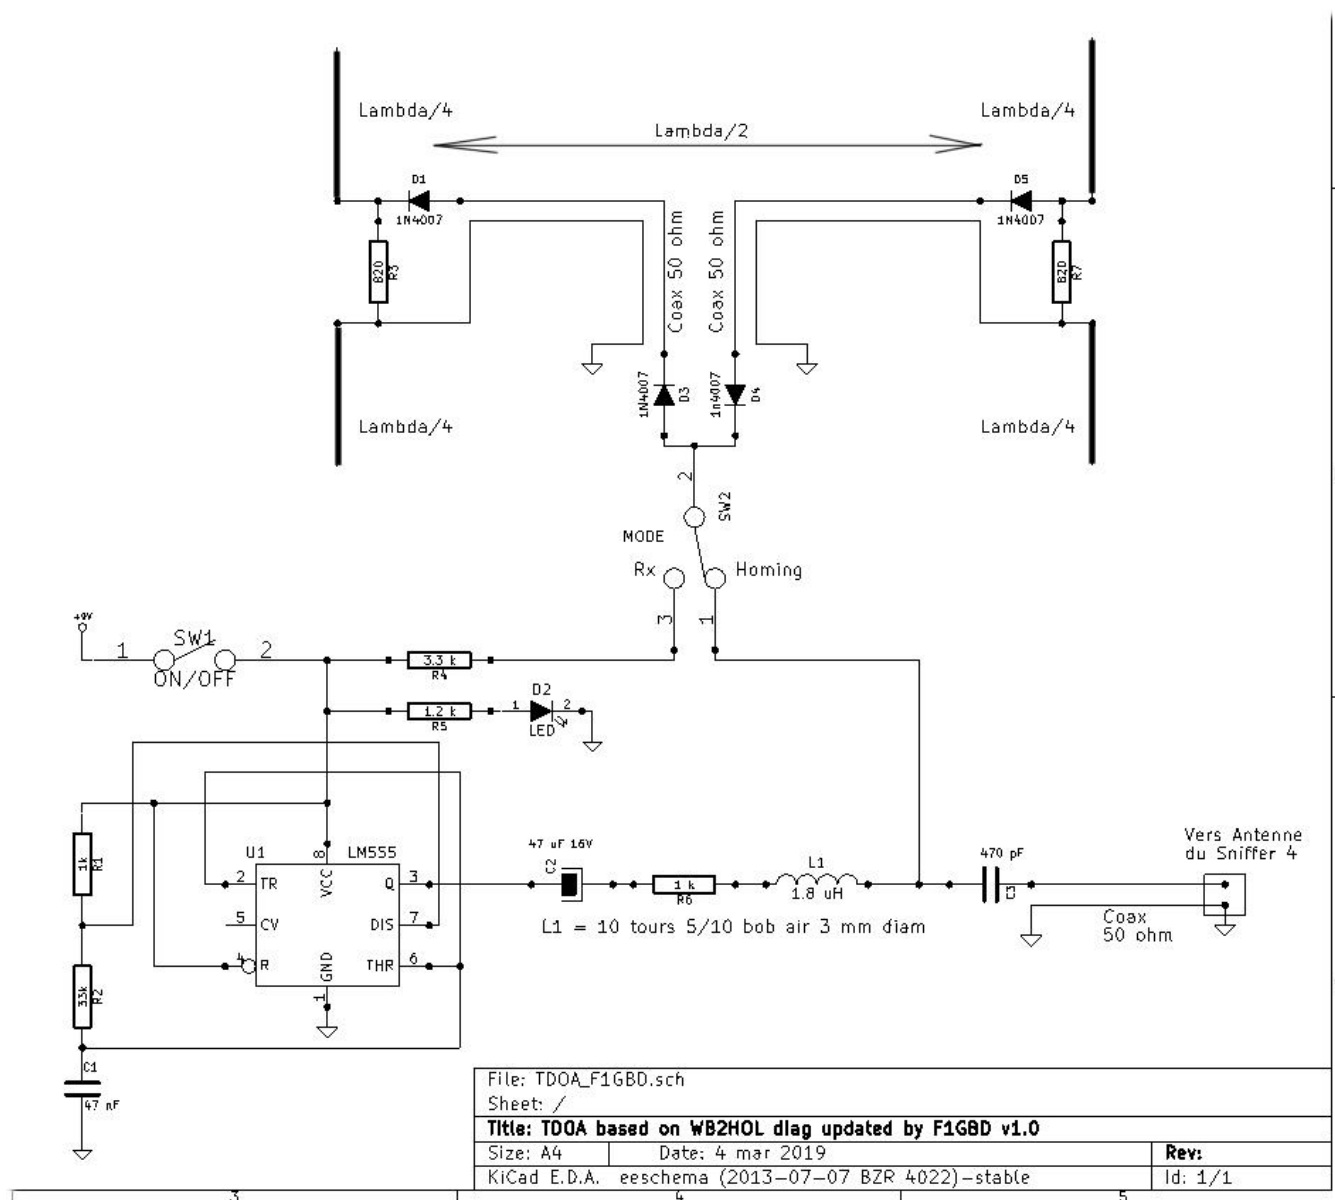 Lambda/4
Lambda/4
Lambda/2
D1
1N4007
D5
1N4007
820
R3
Coax 50 ohm
Coax 50 ohm
820
R7
1N4007
D3
1n4007
D4
Lambda/4
Lambda/4
2
SW2
MODE
Rx
Homing
3
1
+9V
1
SW1
2
ON/OFF
3.3 k
R4
D2
1.2 k
R5
1
2
LED
1k
R1
U1
8
LM555
2
TR
VCC
Q
3
5
CV
DIS
7
4
R
GND
THR
6
1
33k
R2
C1
47 nF
47 uF 16V
C2
1 k
R6
L1
1.8 uH
L1 = 10 tours 5/10 bob air 3 mm diam
470 pF
C3
Vers Antenne
du Sniffer 4
Coax
50 ohm
File: TDOA_F1GBD.sch
Sheet: /
Title: TDOA based on WB2HOL diag updated by F1GBD v1.0
Size: A4
Date: 4 mar 2019
Rev:
KiCad E.D.A. eeschema (2013-07-07 BZR 4022)-stable
Id: 1/1
3
4
5